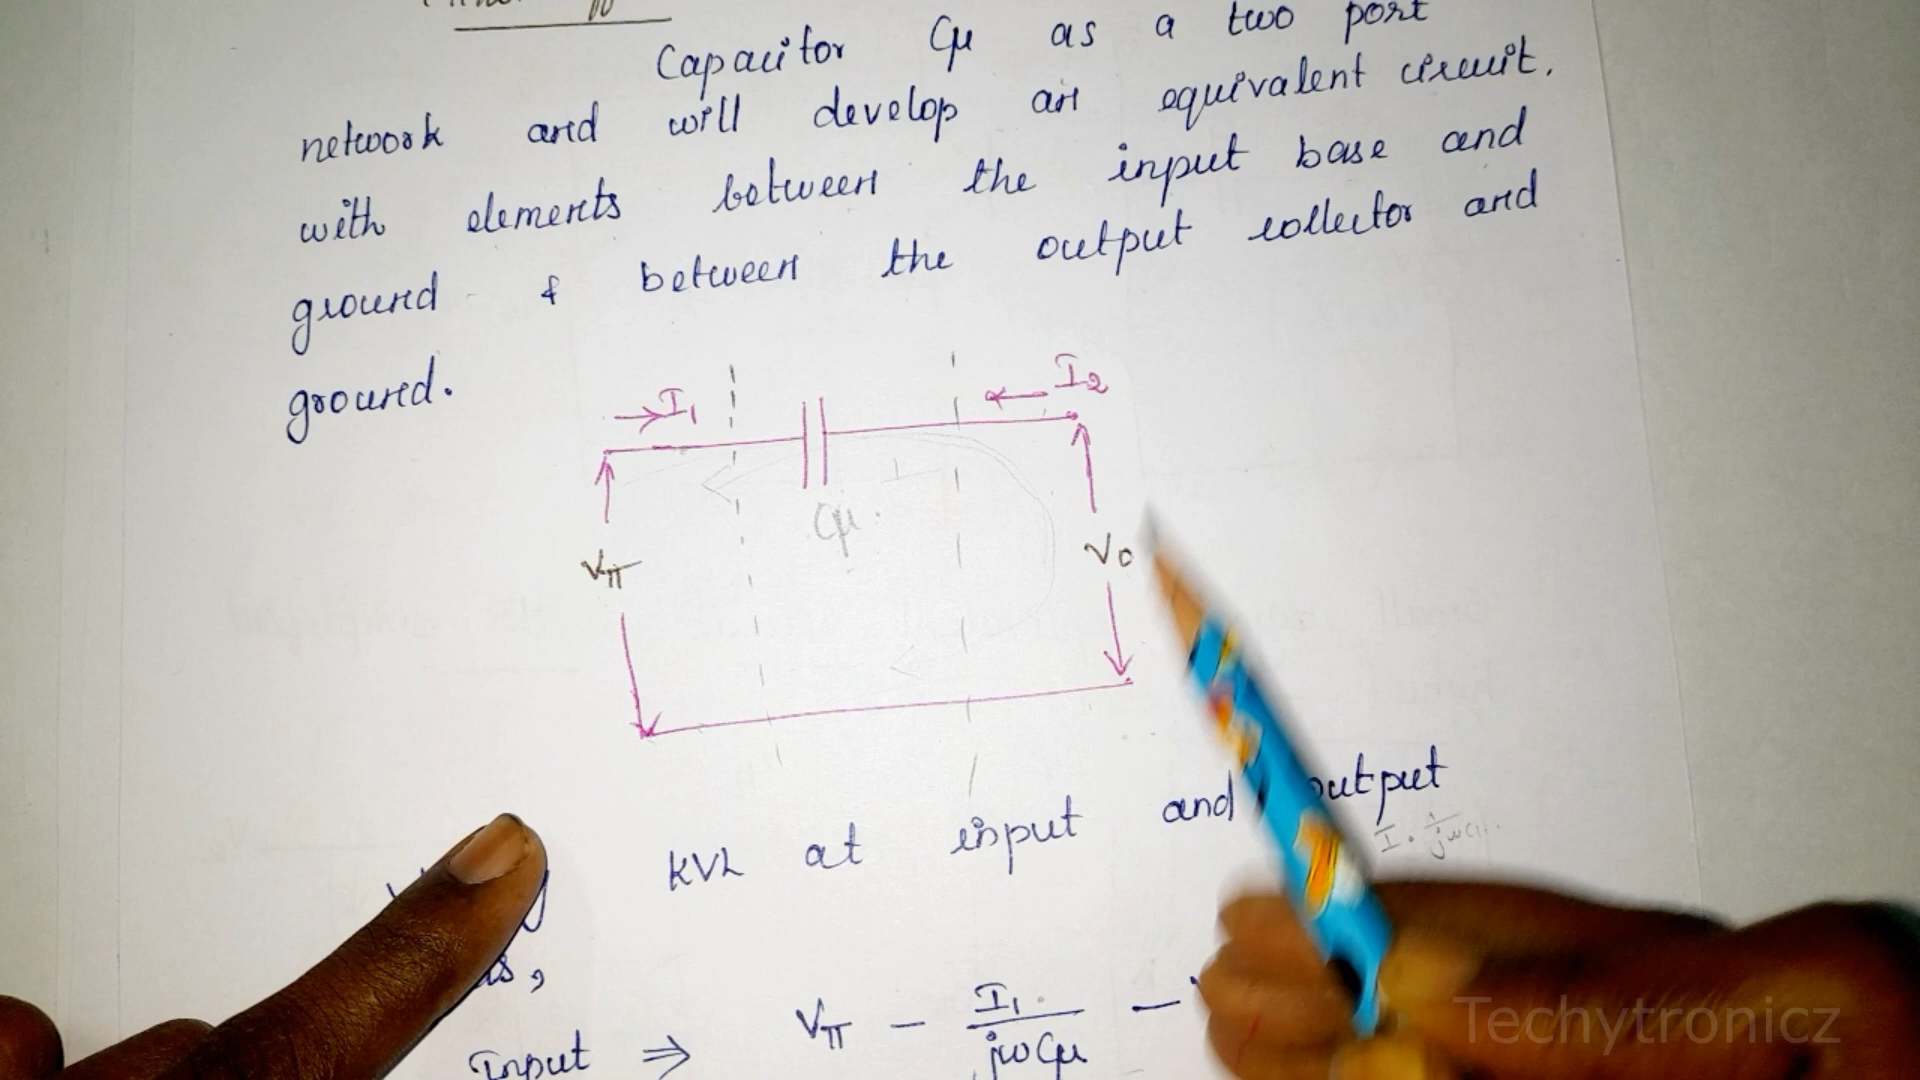 Capacitor Cμ as a two port
network and will develop an equivalent circuit.
with elements between the input base and
ground & between the output collector and
ground.
I₁
I₂
Cμ.
Vπ
Vo
KVL at input and output
I . 1/jωCμ.
Input ⇒ Vπ − I₁/jωCμ −
Techytronicz